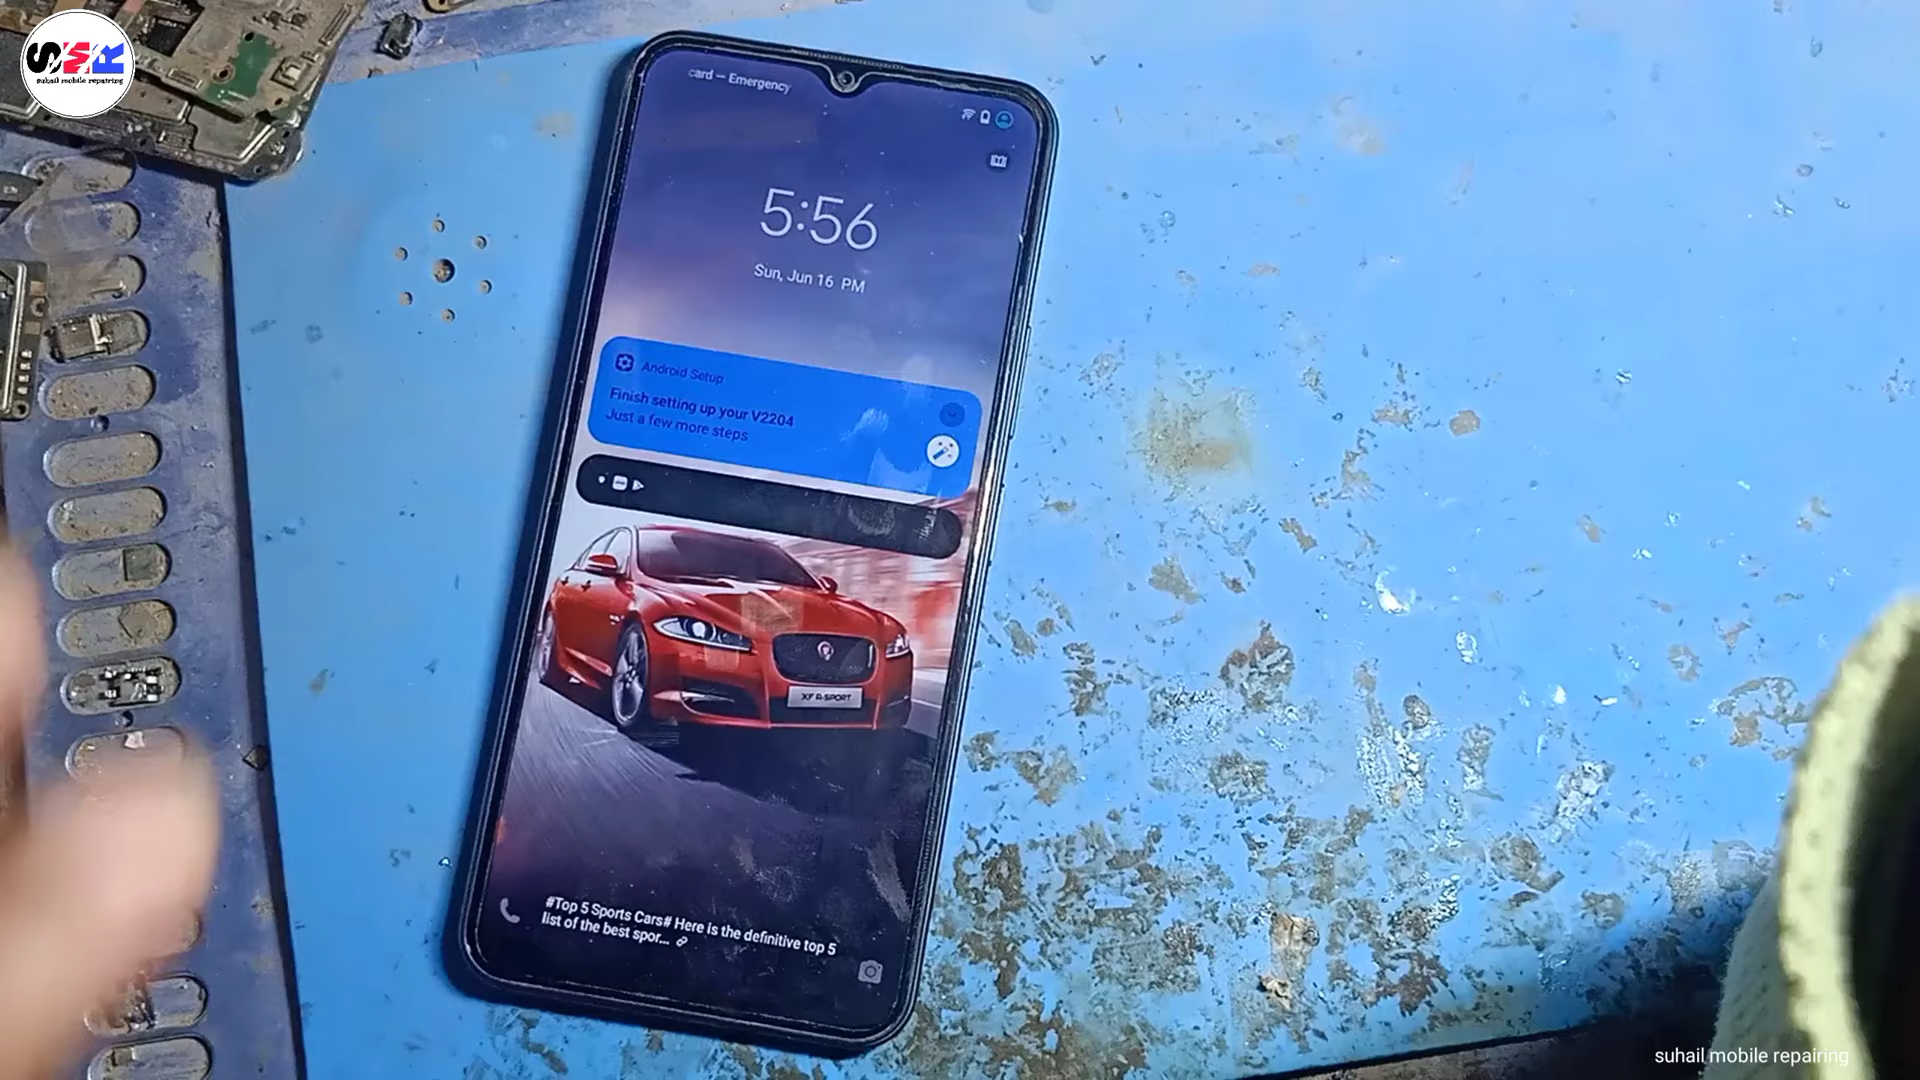 SMR
suhail mobile repairing
card — Emergency
5:56
Sun, Jun 16 PM
Android Setup
Finish setting up your V2204
Just a few more steps
XF R-SPORT
#Top 5 Sports Cars# Here is the definitive top 5
list of the best spor...
suhail mobile repairing